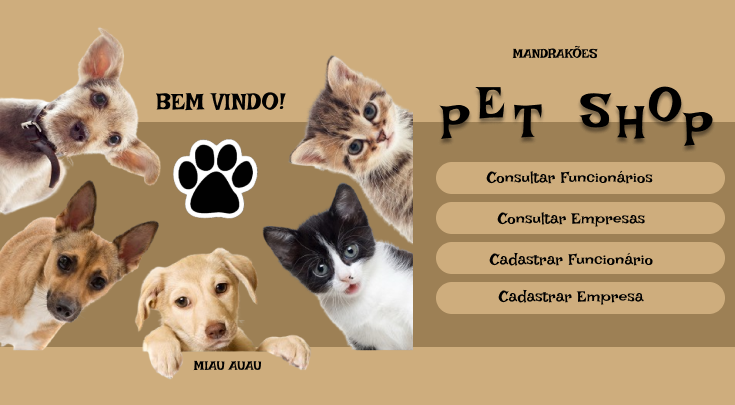 BEM VINDO!
MIAU AUAU
MANDRAKÕES
PET SHOP
Consultar Funcionários
Consultar Empresas
Cadastrar Funcionário
Cadastrar Empresa